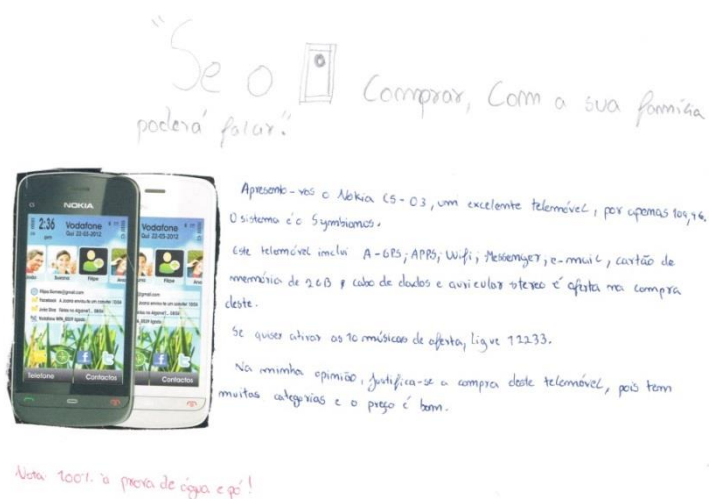 "Se o Comprar, Com a sua família
poderá falar".
Apresento-vos o Nokia C5-03, um excelente telemóvel, por apenas 109,96.
O sistema é o Symbianos.
Este telemóvel inclui A-GPS; APPS; Wifi; Messenger, e-mail, cartão de
memória de 2GB, cabo de dados e auricular stereo é oferta na compra
deste.
Se quiser ativar as 10 músicas de oferta, ligue 12233.
Na minha opinião, justifica-se a compra deste telemóvel, pois tem
muitas categorias e o preço é bom.
NOKIA
2:36
pm
Vodafone
Qui 22-03-2012
Vodafone
Qui 22-03-2012
Filipe
Filipe
Telefone
Contactos
Contactos
Nota: 100% à prova de água e pó!